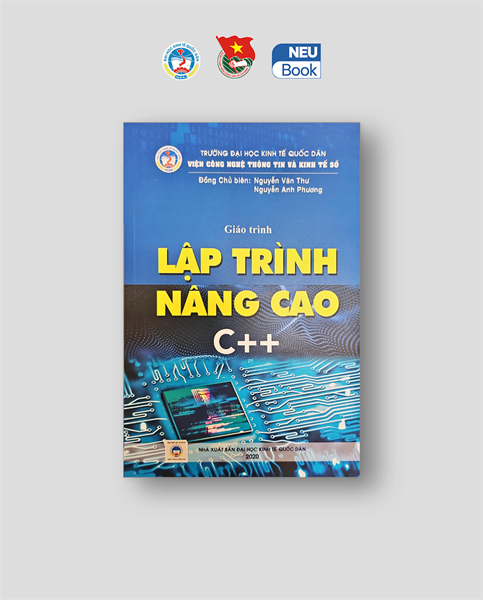 NEU
Book
TRƯỜNG ĐẠI HỌC KINH TẾ QUỐC DÂN
VIỆN CÔNG NGHỆ THÔNG TIN VÀ KINH TẾ SỐ
Đồng Chủ biên: Nguyễn Văn Thư
Nguyễn Anh Phương
Giáo trình
LẬP TRÌNH
NÂNG CAO
C++
NHÀ XUẤT BẢN ĐẠI HỌC KINH TẾ QUỐC DÂN
2020